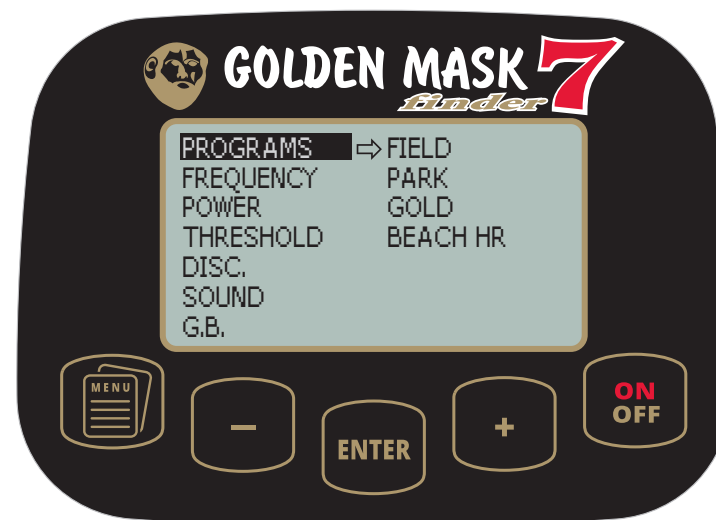 GOLDEN MASK 7
finder
PROGRAMS ⇨ FIELD
FREQUENCY PARK
POWER GOLD
THRESHOLD BEACH HR
DISC.
SOUND
G.B.
MENU
ON
OFF
−
+
ENTER